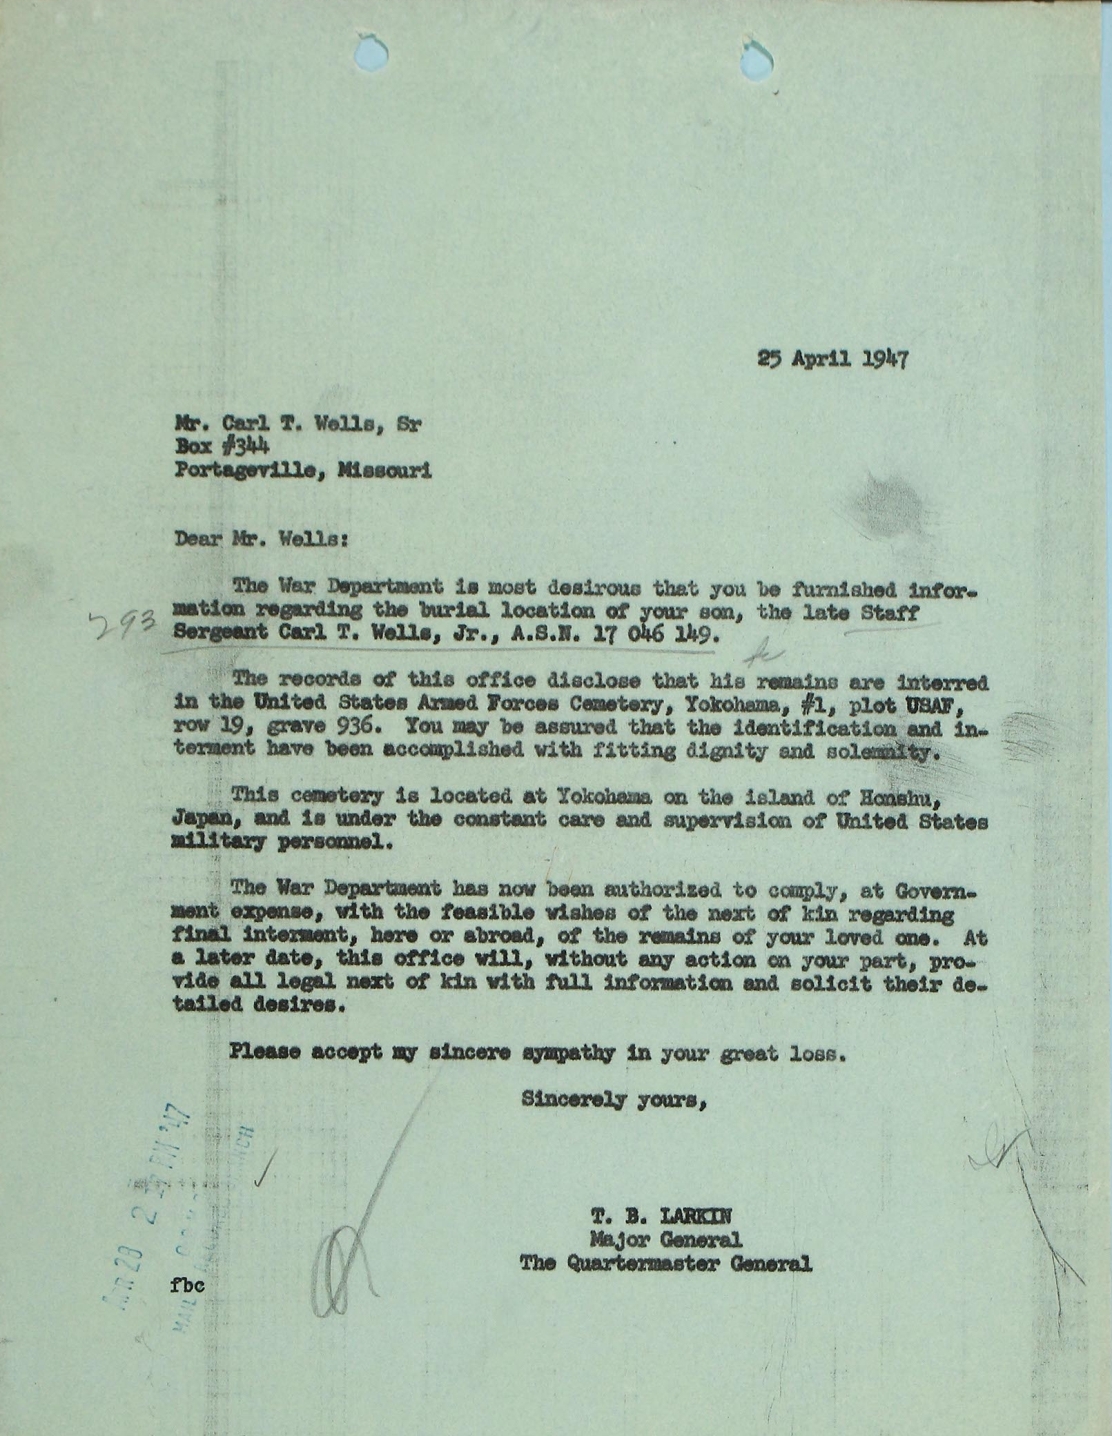 25 April 1947
Mr. Carl T. Wells, Sr
Box #344
Portageville, Missouri
Dear Mr. Wells:
The War Department is most desirous that you be furnished infor-
mation regarding the burial location of your son, the late Staff
293
Sergeant Carl T. Wells, Jr., A.S.N. 17 046 149.
The records of this office disclose that his remains are interred
in the United States Armed Forces Cemetery, Yokohama, #1, plot USAF,
row 19, grave 936. You may be assured that the identification and in-
terment have been accomplished with fitting dignity and solemnity.
This cemetery is located at Yokohama on the island of Honshu,
Japan, and is under the constant care and supervision of United States
military personnel.
The War Department has now been authorized to comply, at Govern-
ment expense, with the feasible wishes of the next of kin regarding
final interment, here or abroad, of the remains of your loved one. At
a later date, this office will, without any action on your part, pro-
vide all legal next of kin with full information and solicit their de-
tailed desires.
Please accept my sincere sympathy in your great loss.
Sincerely yours,
T. B. LARKIN
Major General
The Quartermaster General
fbc
28 2 PM '47
MAIL